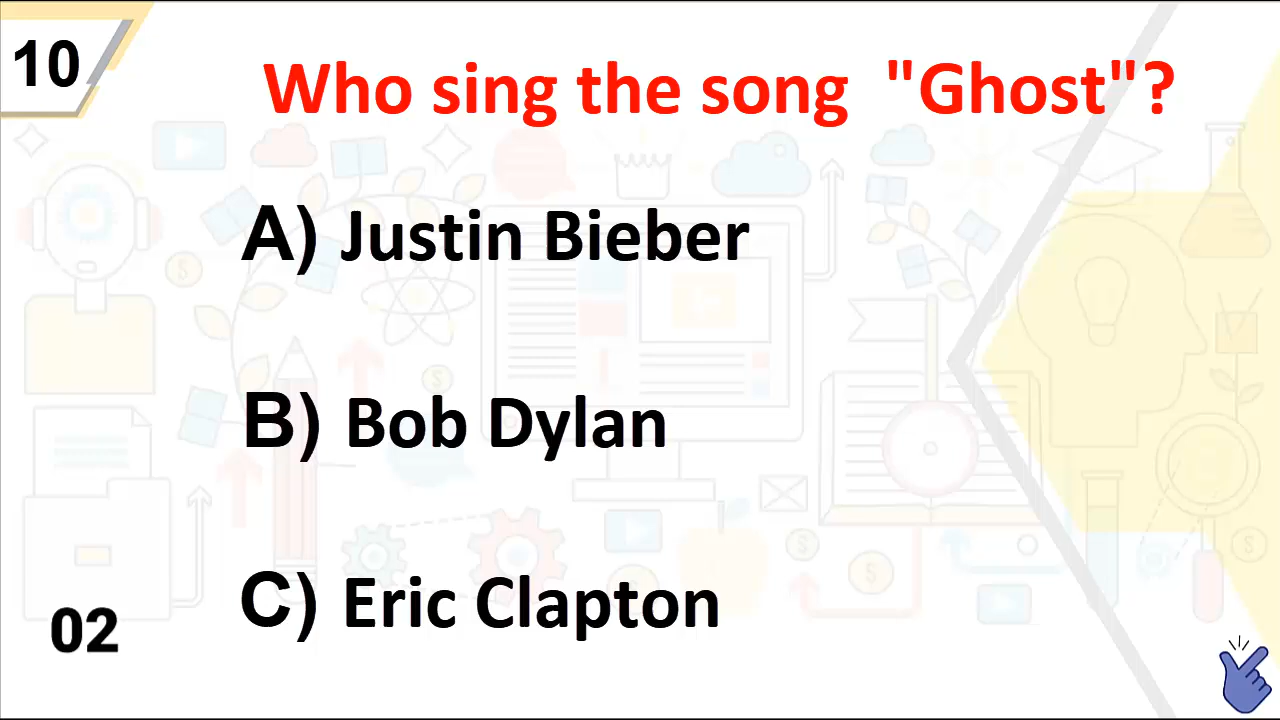 10
Who sing the song "Ghost"?
A) Justin Bieber
B) Bob Dylan
C) Eric Clapton
02